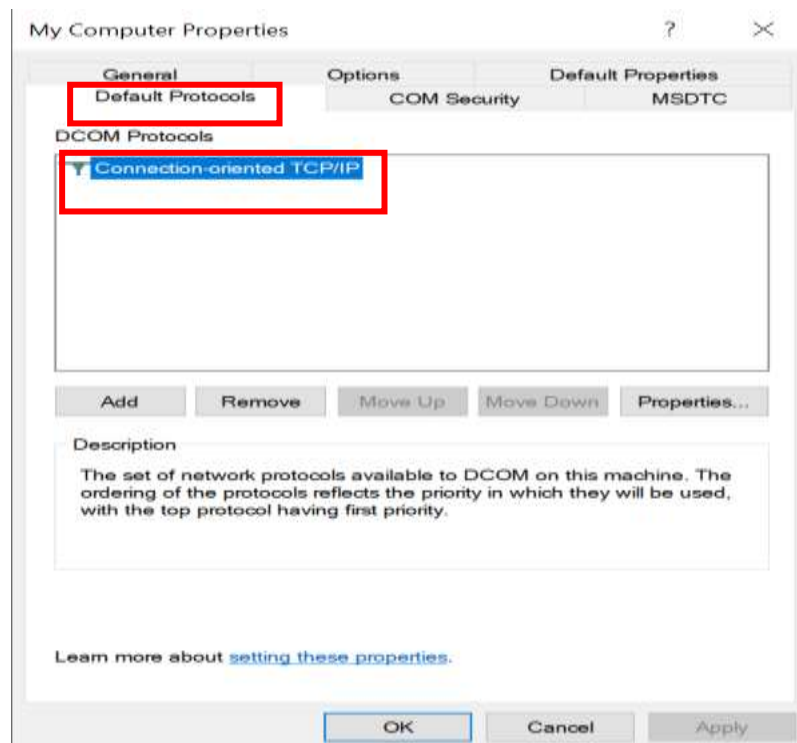 My Computer Properties ? ×
General Options Default Properties
Default Protocols COM Security MSDTC
DCOM Protocols
Connection-oriented TCP/IP
Add Remove Move Up Move Down Properties...
Description
The set of network protocols available to DCOM on this machine. The
ordering of the protocols reflects the priority in which they will be used,
with the top protocol having first priority.
Learn more about setting these properties.
OK Cancel Apply